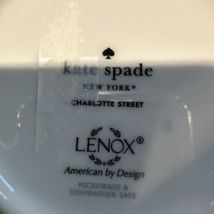 kate spade
NEW YORK®
CHARLOTTE STREET
LENOX®
American by Design
MICROWAVE &
DISHWASHER SAFE